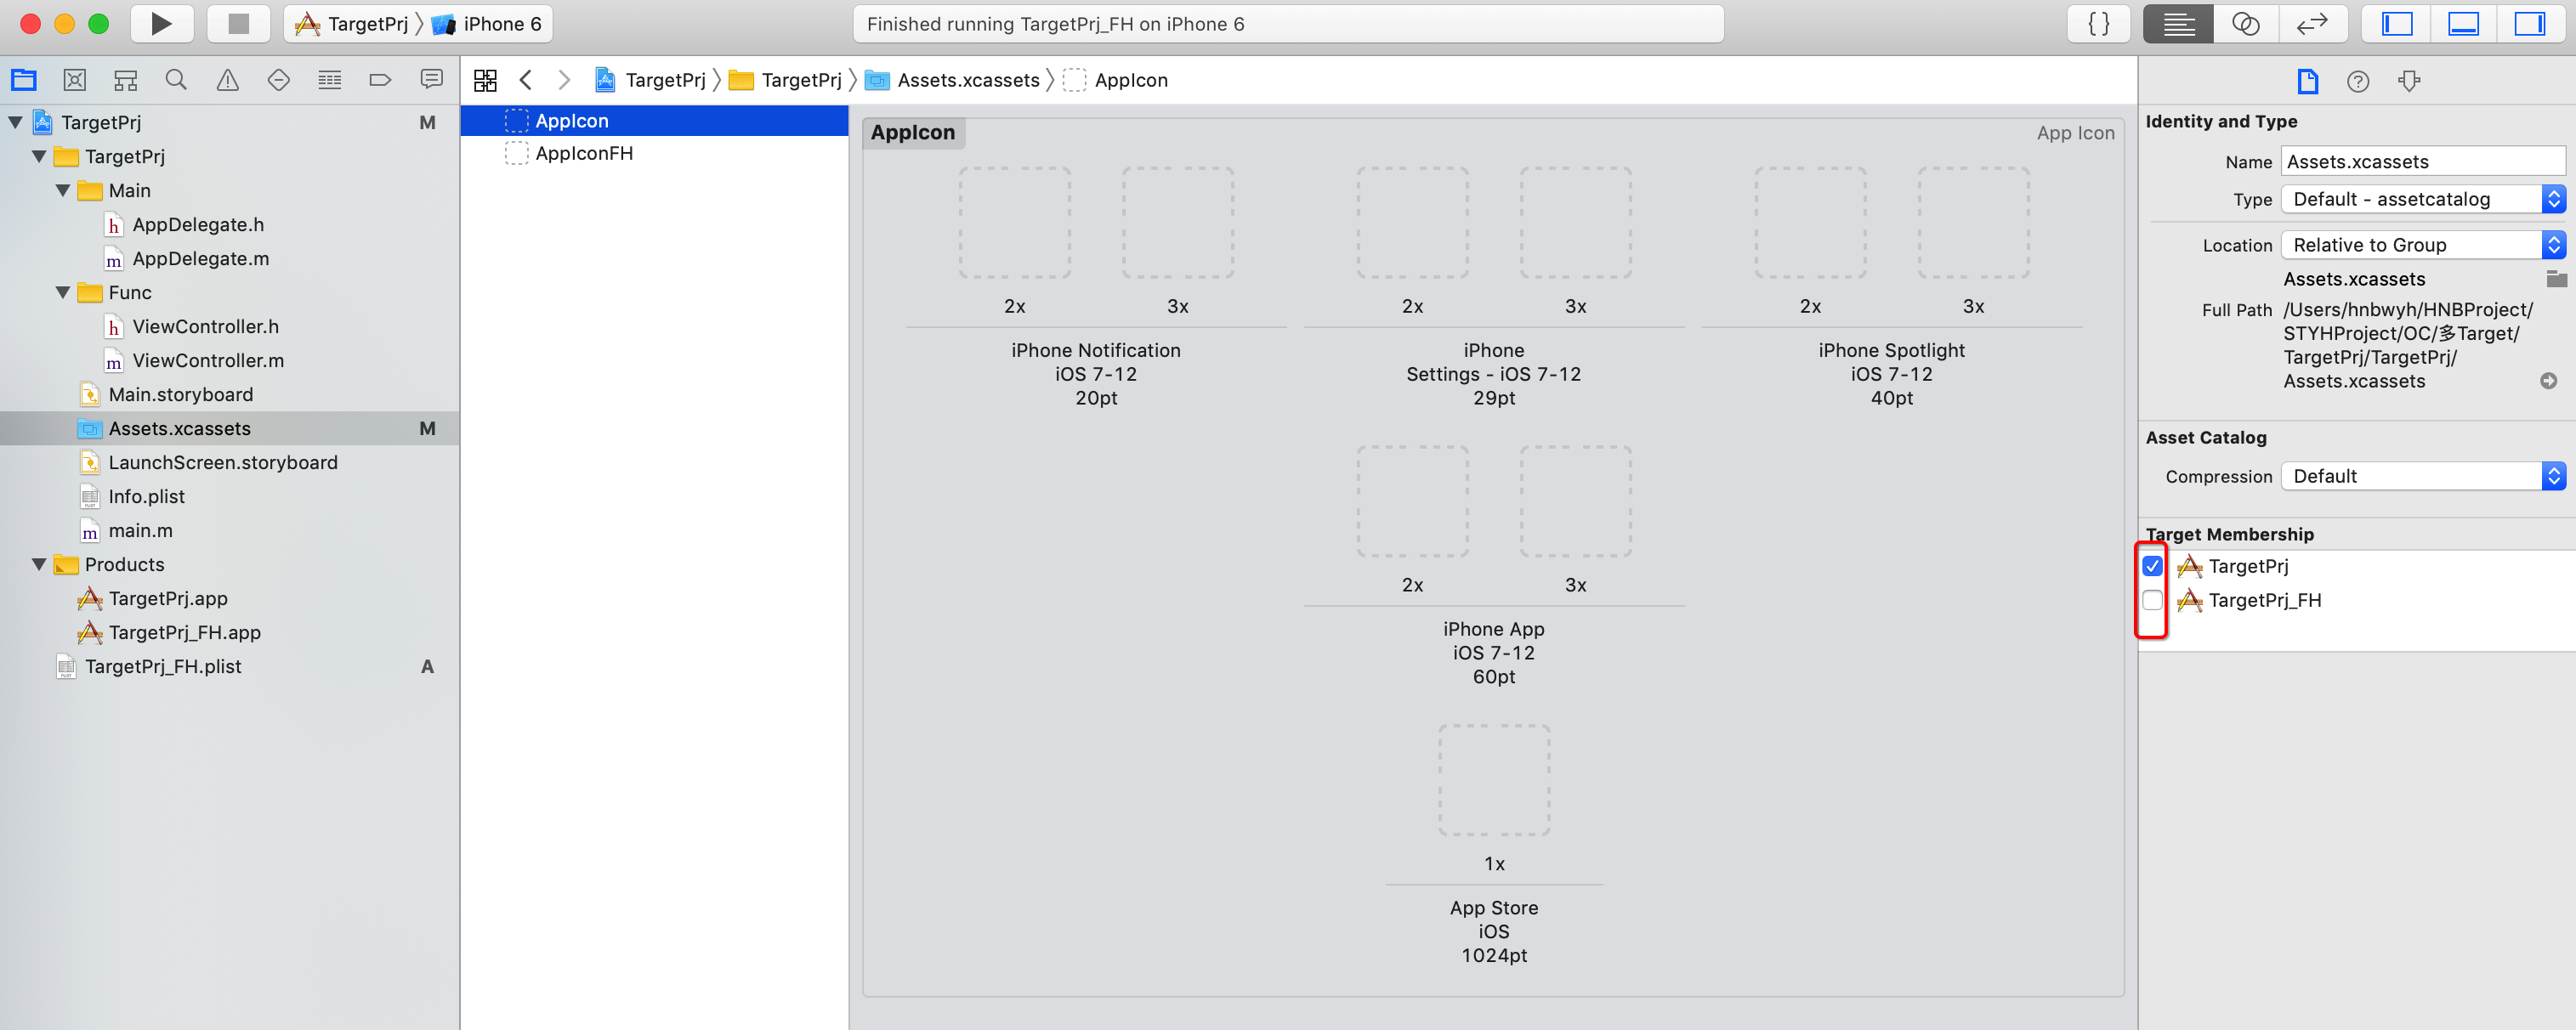 TargetPrj
iPhone 6
Finished running TargetPrj_FH on iPhone 6
{ }
TargetPrj
M
TargetPrj
Main
h AppDelegate.h
m AppDelegate.m
Func
h ViewController.h
m ViewController.m
Main.storyboard
Assets.xcassets
M
LaunchScreen.storyboard
Info.plist
m main.m
Products
TargetPrj.app
TargetPrj_FH.app
TargetPrj_FH.plist
A
TargetPrj
TargetPrj
Assets.xcassets
AppIcon
AppIcon
AppIconFH
AppIcon
App Icon
2x
3x
2x
3x
2x
3x
iPhone Notification
iOS 7-12
20pt
iPhone
Settings - iOS 7-12
29pt
iPhone Spotlight
iOS 7-12
40pt
2x
3x
iPhone App
iOS 7-12
60pt
1x
App Store
iOS
1024pt
?
Identity and Type
Name Assets.xcassets
Type Default - assetcatalog
Location Relative to Group
Assets.xcassets
Full Path /Users/hnbwyh/HNBProject/
STYHProject/OC/多Target/
TargetPrj/TargetPrj/
Assets.xcassets
Asset Catalog
Compression Default
Target Membership
TargetPrj
TargetPrj_FH